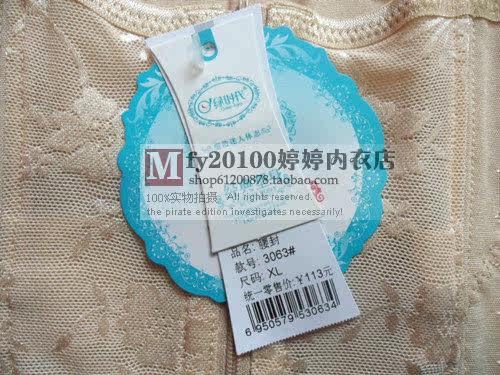 绿时代
Mfy20100婷婷内衣店
shop61200878.taobao.com
100%实物拍摄 All rights reserved.
the pirate edition investigates necessarily!
品名: 腰封
款号: 3063#
尺码: XL
统一零售价: ¥113元
6950579530634